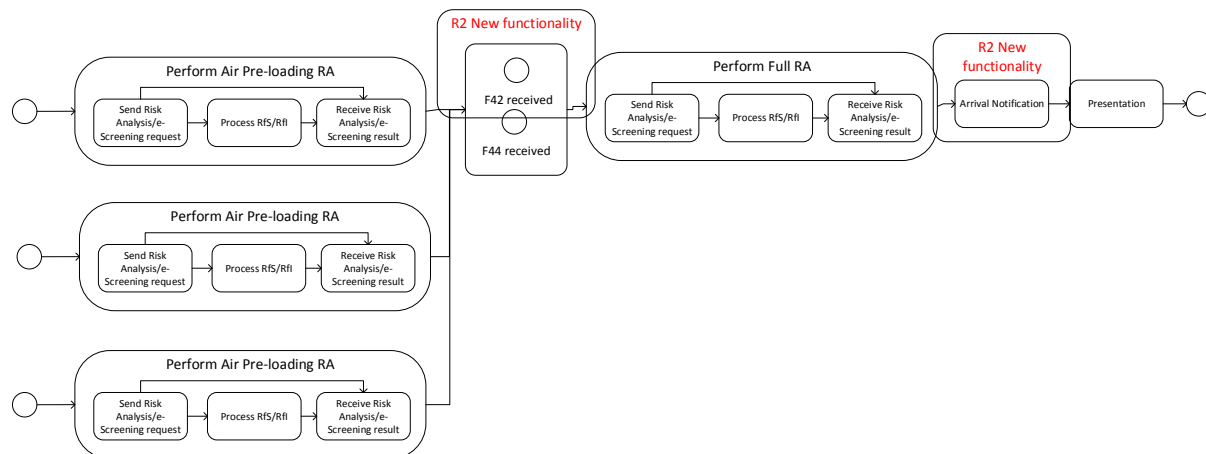 R2 New functionality
Perform Air Pre-loading RA
Send Risk
Analysis/e-
Screening request
Process RfS/RfI
Receive Risk
Analysis/e-
Screening result
F42 received
F44 received
Perform Full RA
Send Risk
Analysis/e-
Screening request
Process RfS/RfI
Receive Risk
Analysis/e-
Screening result
R2 New
functionality
Arrival Notification
Presentation
Perform Air Pre-loading RA
Send Risk
Analysis/e-
Screening request
Process RfS/RfI
Receive Risk
Analysis/e-
Screening result
Perform Air Pre-loading RA
Send Risk
Analysis/e-
Screening request
Process RfS/RfI
Receive Risk
Analysis/e-
Screening result